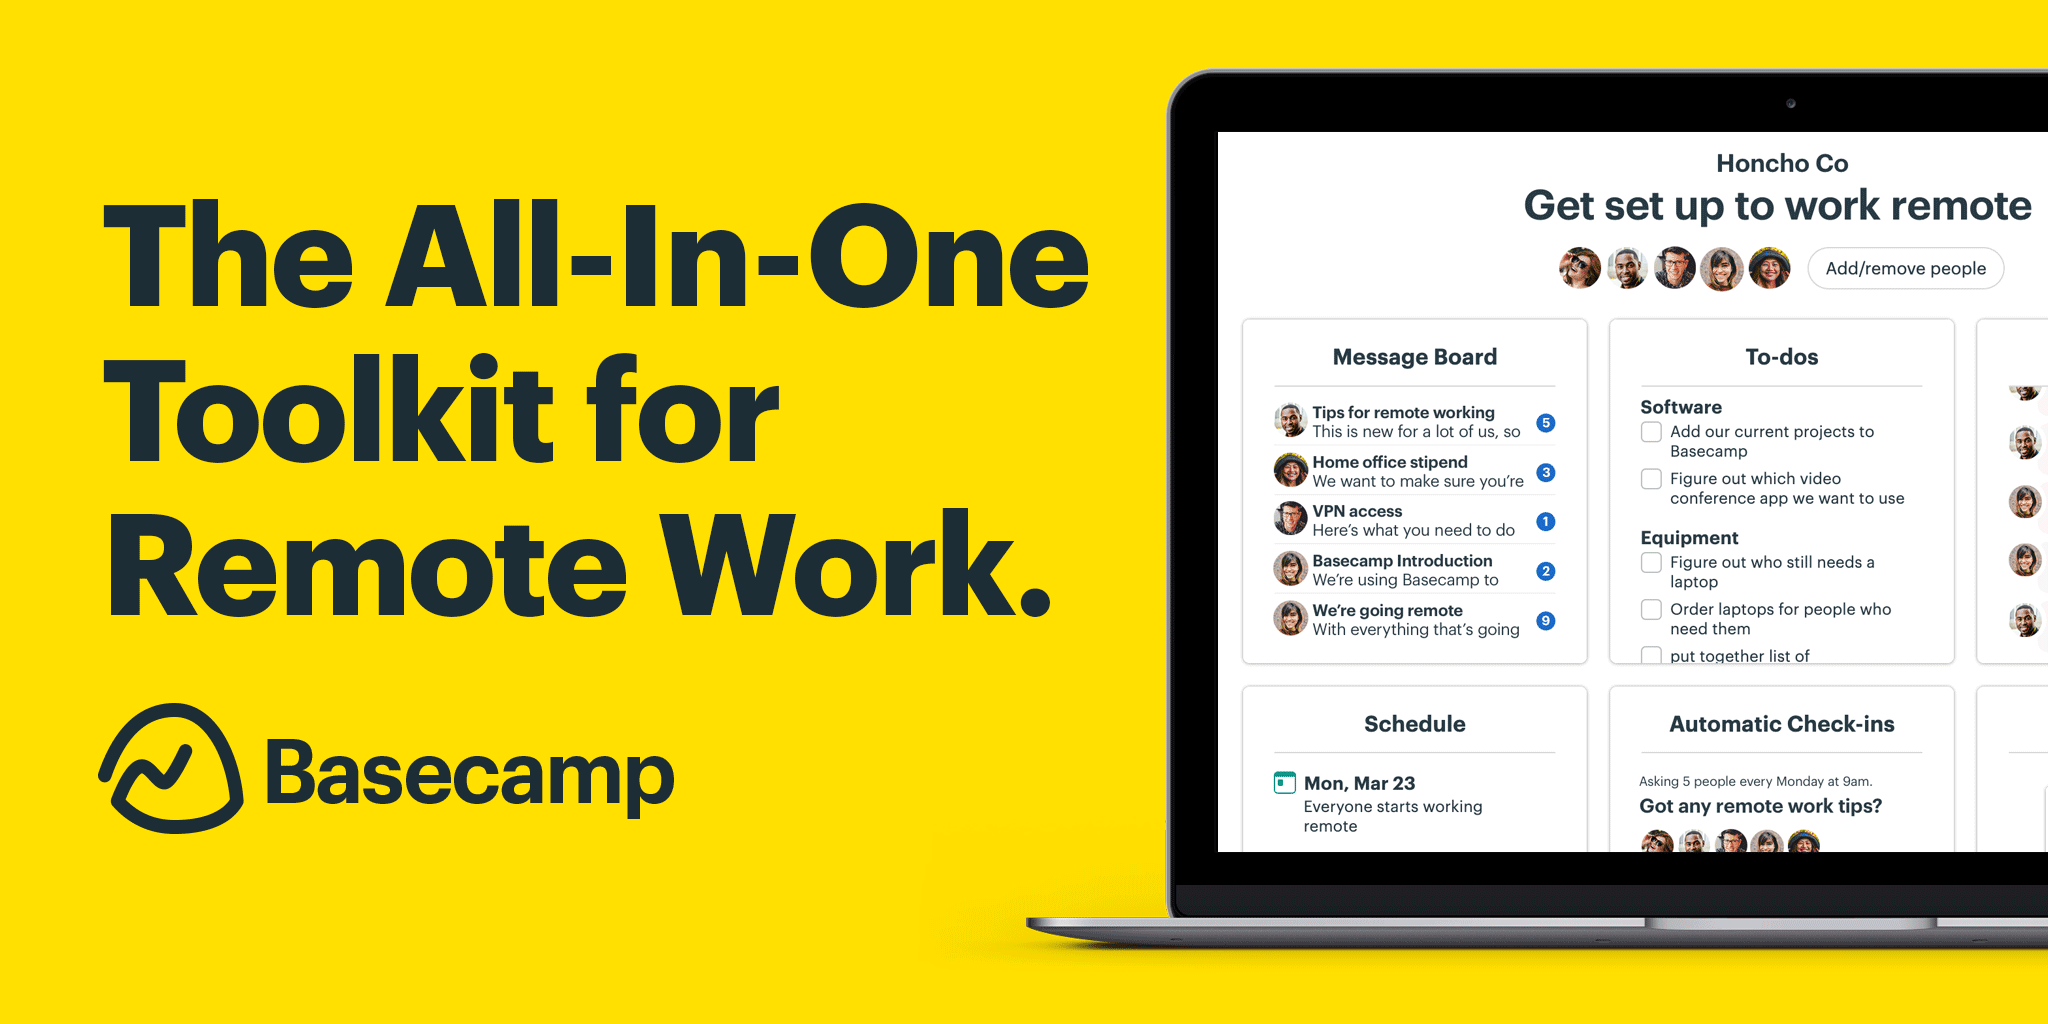 The All-In-One
Toolkit for
Remote Work.
Basecamp
Honcho Co
Get set up to work remote
Add/remove people
Message Board
Tips for remote working
This is new for a lot of us, so
5
Home office stipend
We want to make sure you're
3
VPN access
Here's what you need to do
1
Basecamp Introduction
We're using Basecamp to
2
We're going remote
With everything that's going
9
To-dos
Software
Add our current projects to
Basecamp
Figure out which video
conference app we want to use
Equipment
Figure out who still needs a
laptop
Order laptops for people who
need them
put together list of
Schedule
Mon, Mar 23
Everyone starts working
remote
Automatic Check-ins
Asking 5 people every Monday at 9am.
Got any remote work tips?